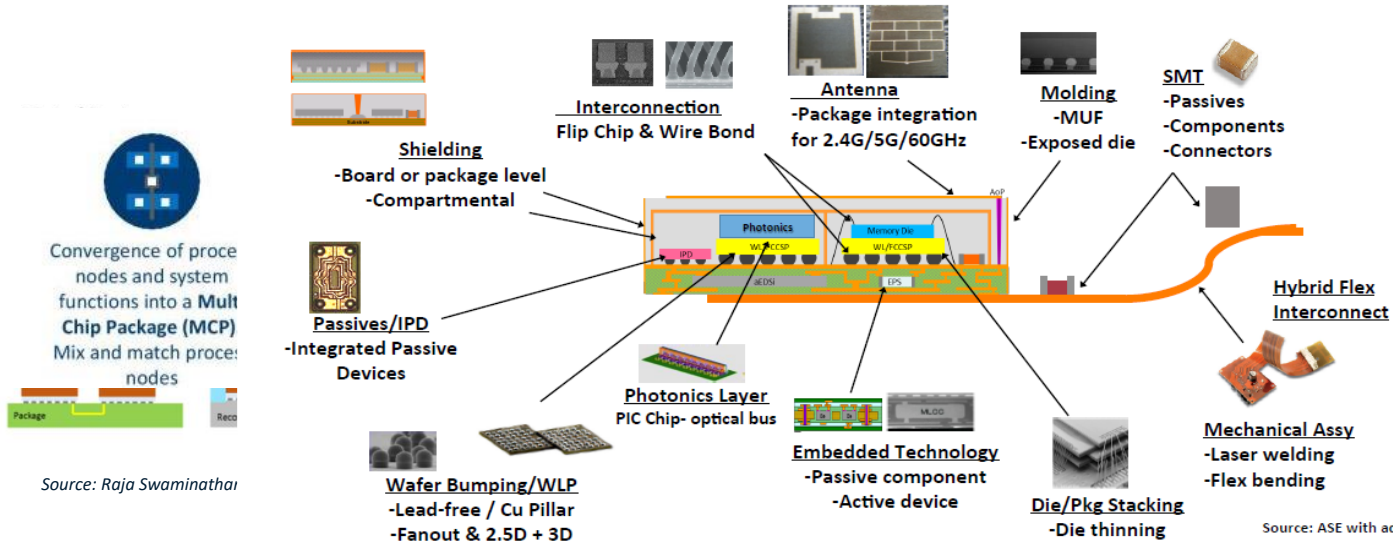 Convergence of proce
nodes and system
functions into a Mult
Chip Package (MCP)
Mix and match proces
nodes
Package
Reco
Source: Raja Swaminathan
Shielding
-Board or package level
-Compartmental
Interconnection
Flip Chip & Wire Bond
Antenna
-Package integration
for 2.4G/5G/60GHz
Molding
-MUF
-Exposed die
SMT
-Passives
-Components
-Connectors
AoP
Photonics
Memory Die
IPD
WL/FCCSP
WL/FCCSP
aEDSi
EPS
Passives/IPD
-Integrated Passive
Devices
Photonics Layer
PIC Chip- optical bus
Hybrid Flex
Interconnect
Wafer Bumping/WLP
-Lead-free / Cu Pillar
-Fanout & 2.5D + 3D
MLCC
Embedded Technology
-Passive component
-Active device
Die/Pkg Stacking
-Die thinning
Mechanical Assy
-Laser welding
-Flex bending
Source: ASE with ad